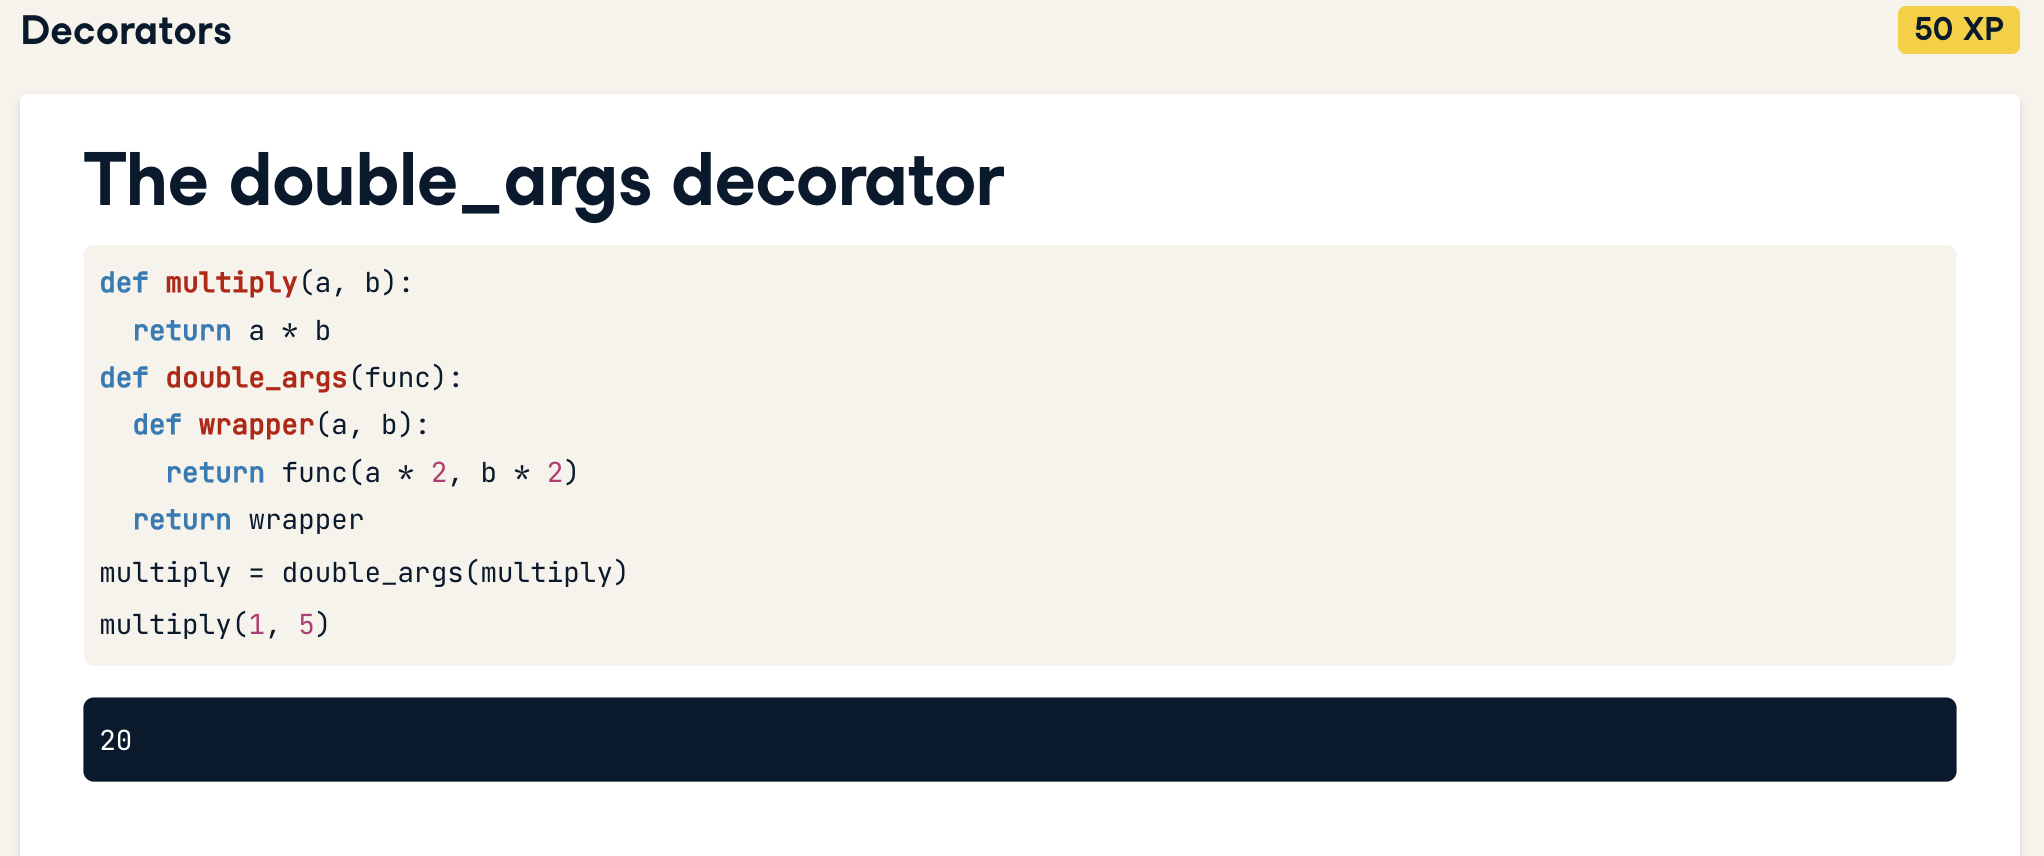 Decorators
50 XP
The double_args decorator
def multiply(a, b):
  return a * b
def double_args(func):
  def wrapper(a, b):
    return func(a * 2, b * 2)
  return wrapper
multiply = double_args(multiply)
multiply(1, 5)
20